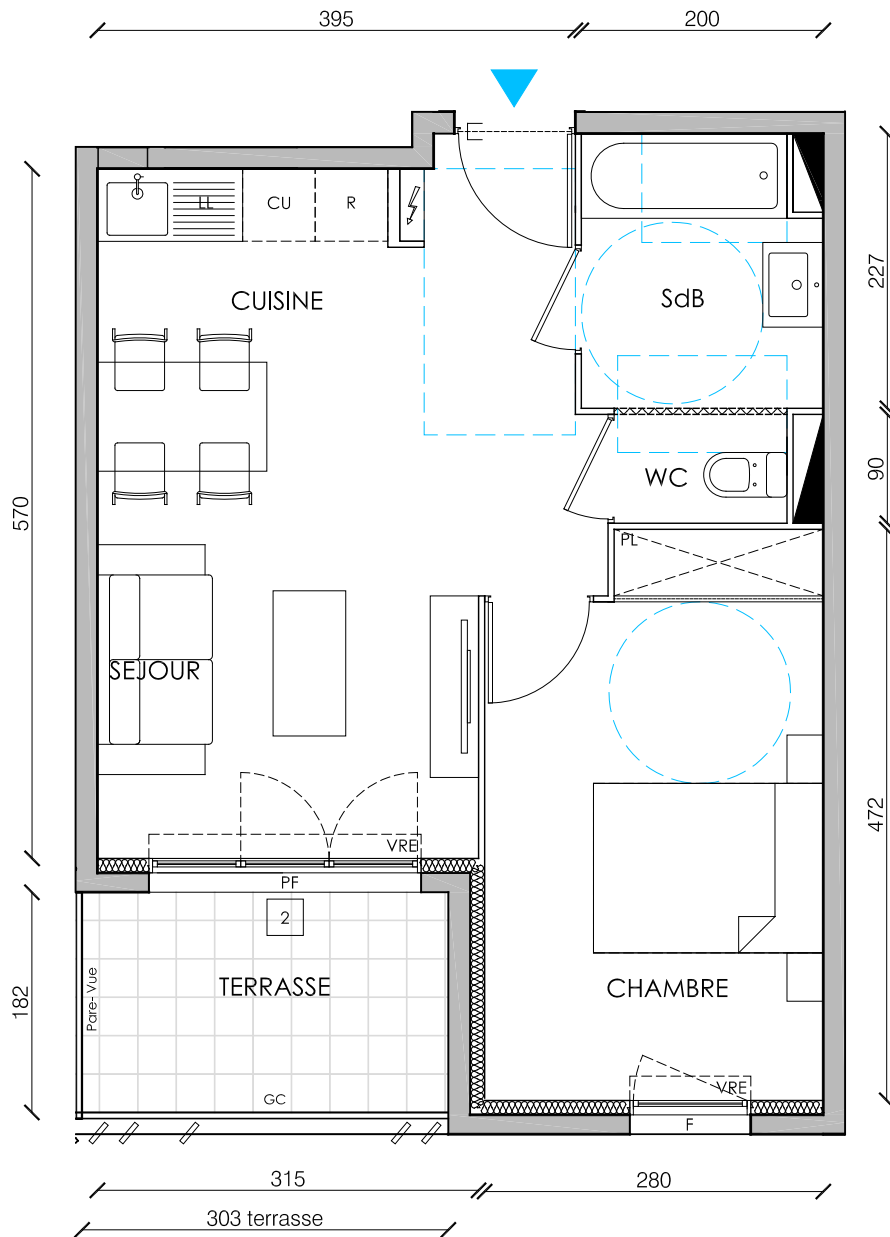 395
200
LL
CU
R
CUISINE
SdB
227
WC
90
570
PL
SEJOUR
472
VRE
PF
2
TERRASSE
CHAMBRE
Pare-Vue
182
VRE
GC
F
315
280
303 terrasse